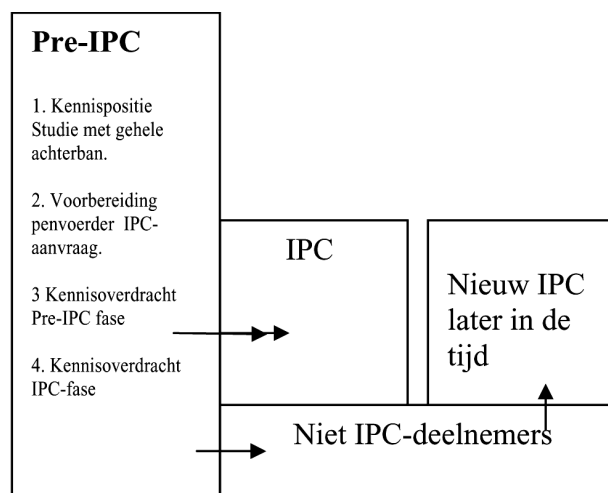 Pre-IPC
1. Kennispositie
Studie met gehele
achterban.
2. Voorbereiding
penvoerder IPC-
aanvraag.
3 Kennisoverdracht
Pre-IPC fase
4. Kennisoverdracht
IPC-fase
IPC
Nieuw IPC
later in de
tijd
Niet IPC-deelnemers